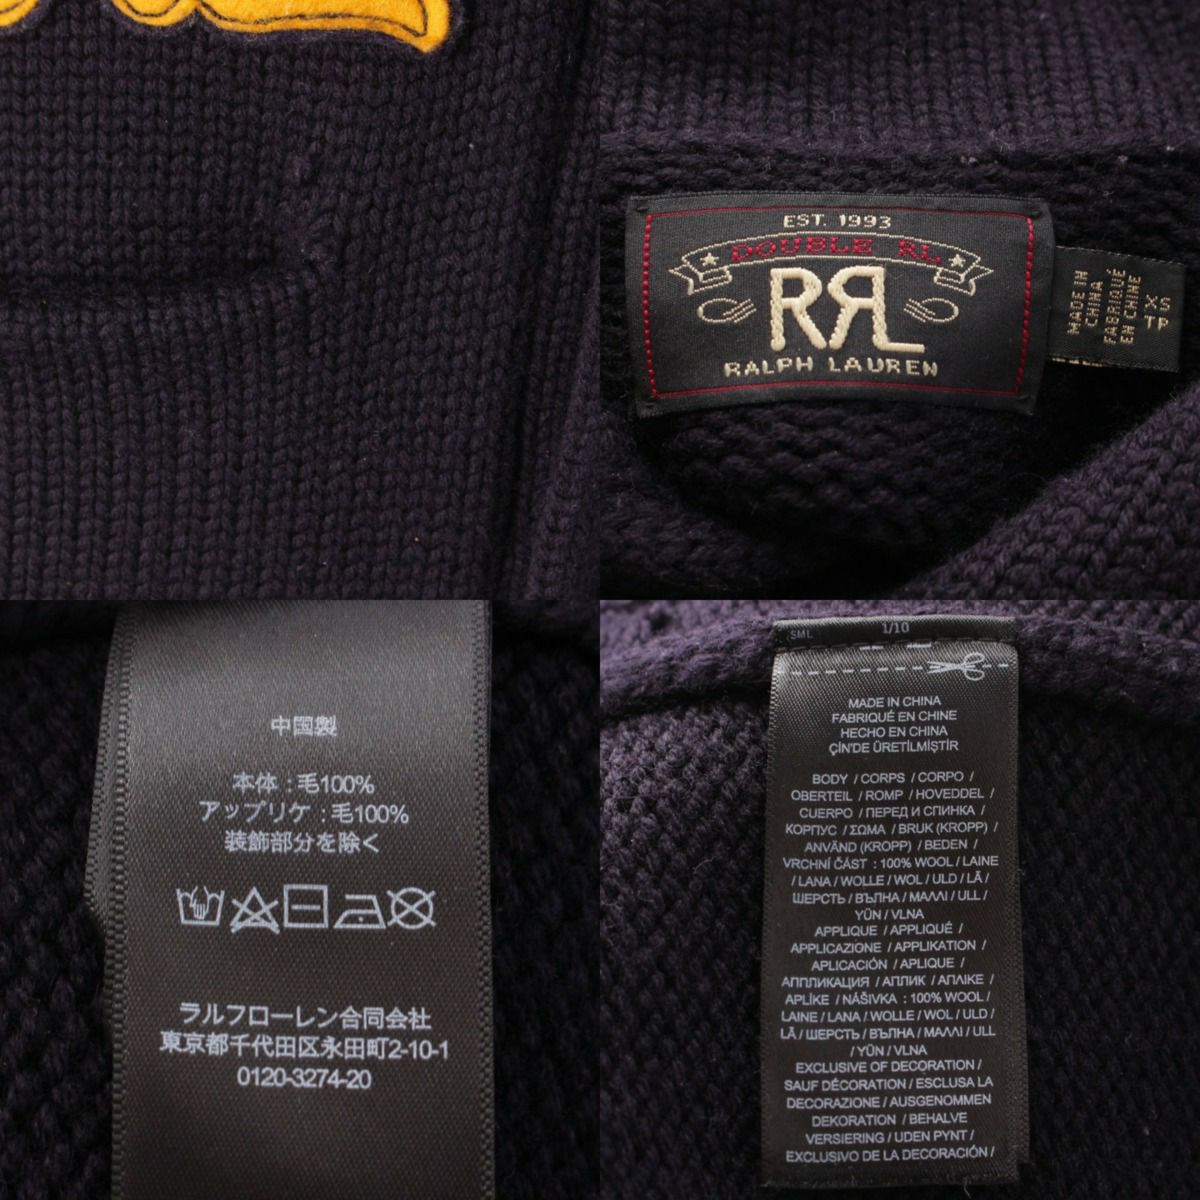 EST. 1993
DOUBLE RL
RRL
RALPH LAUREN
MADE IN
CHINA
FABRIQUÉ
EN CHINE
XS
TP
中国製
本体 : 毛100%
アップリケ : 毛100%
装飾部分を除く
ラルフローレン合同会社
東京都千代田区永田町2-10-1
0120-3274-20
SML
1/10
MADE IN CHINA
FABRIQUÉ EN CHINE
HECHO EN CHINA
ÇİN'DE ÜRETİLMİŞTİR
BODY / CORPS / CORPO /
OBERTEIL / ROMP / HOVEDDEL /
CUERPO / ПЕРЕД И СПИНКА /
КОРПУС / ΣΩΜΑ / BRUK (KROPP) /
ANVÄND (KROPP) / BEDEN /
VRCHNÍ ČÁST : 100% WOOL / LAINE
/ LANA / WOLLE / WOL / ULD / LÃ /
ШЕРСТЬ / ВЪЛНА / ΜΑΛΛΙ / ULL /
YÜN / VLNA
APPLIQUE / APPLIQUÉ /
APPLICAZIONE / APPLIKATION /
APLICACIÓN / APLIQUE /
АППЛИКАЦИЯ / АПЛИК / ΑΠΛΙΚΕ /
APLİKE / NÁŠIVKA : 100% WOOL /
LAINE / LANA / WOLLE / WOL / ULD /
LÃ / ШЕРСТЬ / ВЪЛНА / ΜΑΛΛΙ / ULL
/ YÜN / VLNA
EXCLUSIVE OF DECORATION /
SAUF DÉCORATION / ESCLUSA LA
DECORAZIONE / AUSGENOMMEN
DEKORATION / BEHALVE
VERSIERING / UDEN PYNT /
EXCLUSIVO DE LA DECORACIÓN /